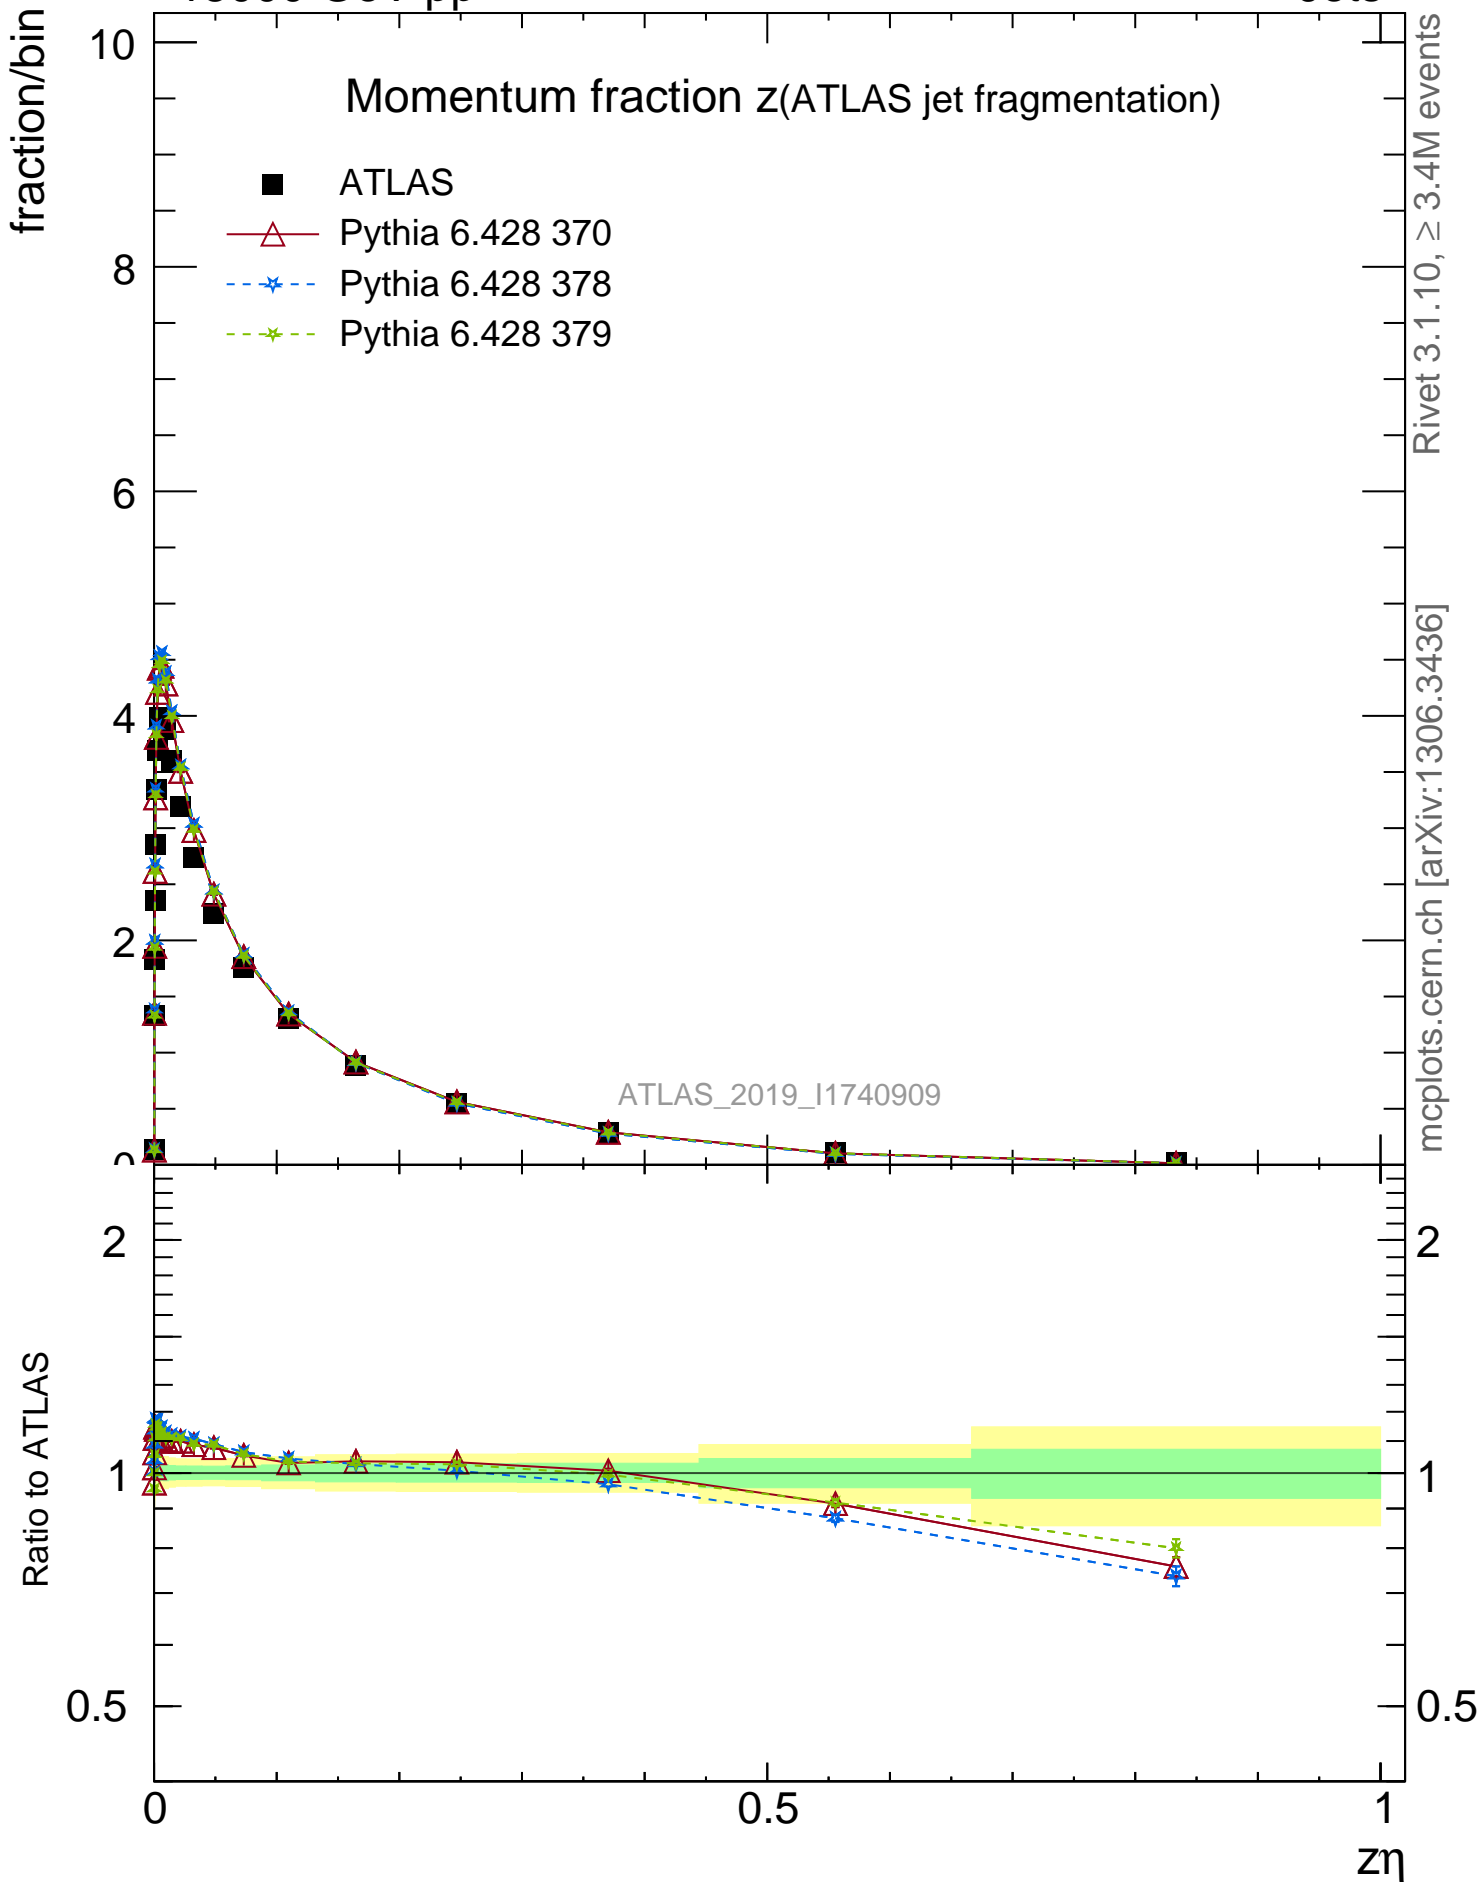 fraction/bin
Momentum fraction z(ATLAS jet fragmentation)
ATLAS
Pythia 6.428 370
Pythia 6.428 378
Pythia 6.428 379
10
8
6
4
2
0
ATLAS_2019_I1740909
Rivet 3.1.10, ≥ 3.4M events
mcplots.cern.ch [arXiv:1306.3436]
Ratio to ATLAS
2
1
0.5
2
1
0.5
0
0.5
1
zη